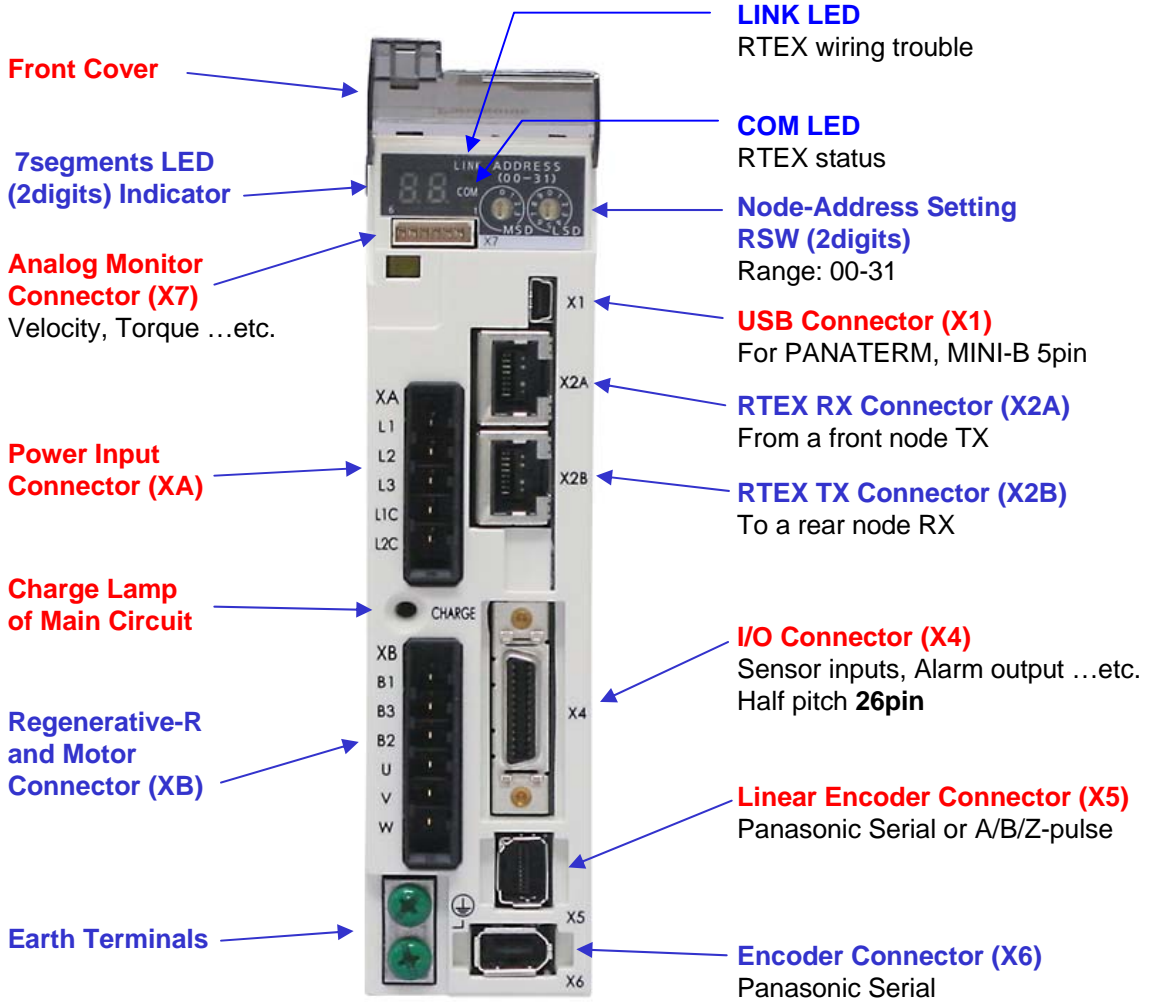 LINK LED
RTEX wiring trouble
Front Cover
COM LED
RTEX status
7segments LED
(2digits) Indicator
Node-Address Setting
RSW (2digits)
Range: 00-31
Analog Monitor
Connector (X7)
Velocity, Torque …etc.
USB Connector (X1)
For PANATERM, MINI-B 5pin
RTEX RX Connector (X2A)
From a front node TX
Power Input
Connector (XA)
RTEX TX Connector (X2B)
To a rear node RX
Charge Lamp
of Main Circuit
I/O Connector (X4)
Sensor inputs, Alarm output …etc.
Half pitch 26pin
Regenerative-R
and Motor
Connector (XB)
Linear Encoder Connector (X5)
Panasonic Serial or A/B/Z-pulse
Earth Terminals
Encoder Connector (X6)
Panasonic Serial
LINK ADDRESS
(00-31)
COM
6 1
MSD LSD
X7
X1
X2A
X2B
XA
L1
L2
L3
L1C
L2C
CHARGE
XB
B1
B3
B2
U
V
W
X4
X5
X6